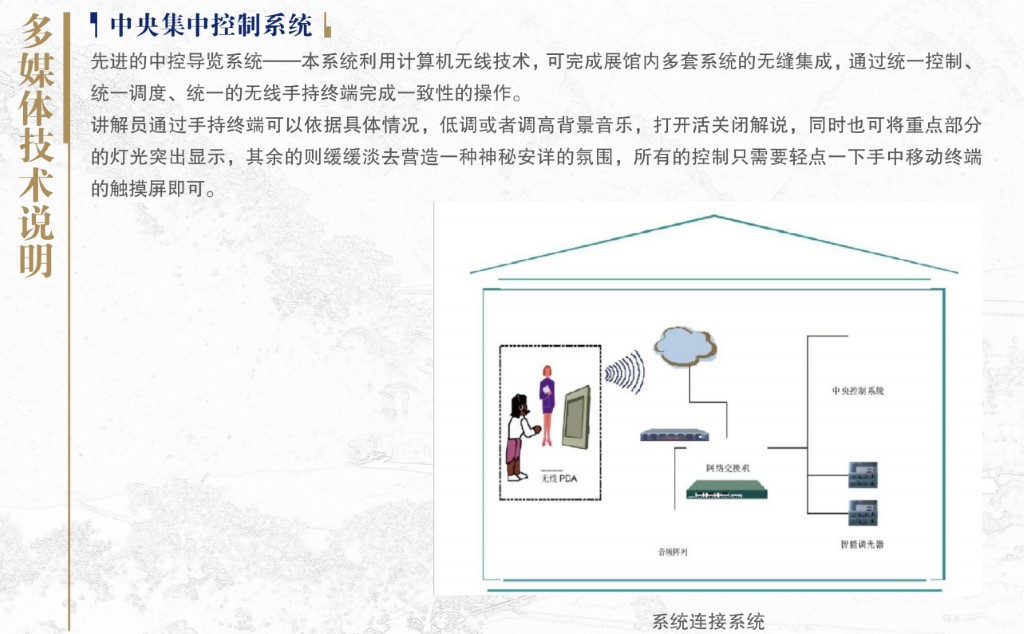 多媒体技术说明
中央集中控制系统
先进的中控导览系统——本系统利用计算机无线技术，可完成展馆内多套系统的无缝集成，通过统一控制、
统一调度、统一的无线手持终端完成一致性的操作。
讲解员通过手持终端可以依据具体情况，低调或者调高背景音乐，打开活关闭解说，同时也可将重点部分
的灯光突出显示，其余的则缓缓淡去营造一种神秘安详的氛围，所有的控制只需要轻点一下手中移动终端
的触摸屏即可。
中央控制系统
网络交换机
无线 PDA
智能调光器
音频阵列
系统连接系统